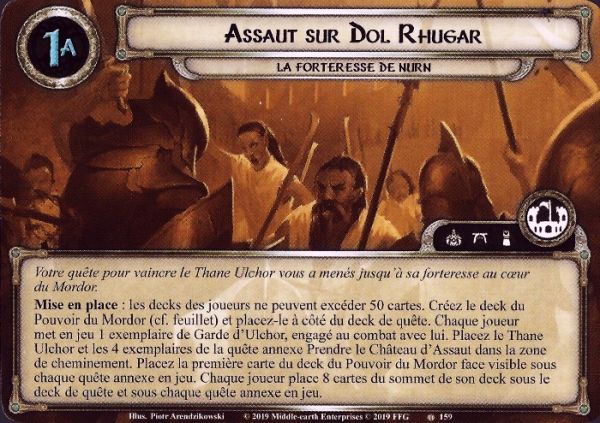 1A
Assaut sur Dol Rhugar
La Forteresse de Nurn
Votre quête pour vaincre le Thane Ulchor vous a menés jusqu'à sa forteresse au cœur
du Mordor.
Mise en place : les decks des joueurs ne peuvent excéder 50 cartes. Créez le deck du
Pouvoir du Mordor (cf. feuillet) et placez-le à côté du deck de quête. Chaque joueur
met en jeu 1 exemplaire de Garde d'Ulchor, engagé au combat avec lui. Placez le Thane
Ulchor et les 4 exemplaires de la quête annexe Prendre le Château d'Assaut dans la zone
de cheminement. Placez la première carte du deck du Pouvoir du Mordor face visible sous
chaque quête annexe en jeu. Chaque joueur place 8 cartes du sommet de son deck sous le
deck de quête et sous chaque quête annexe en jeu.
Illus. Piotr Arendzikowski © 2019 Middle-earth Enterprises © 2019 FFG 159